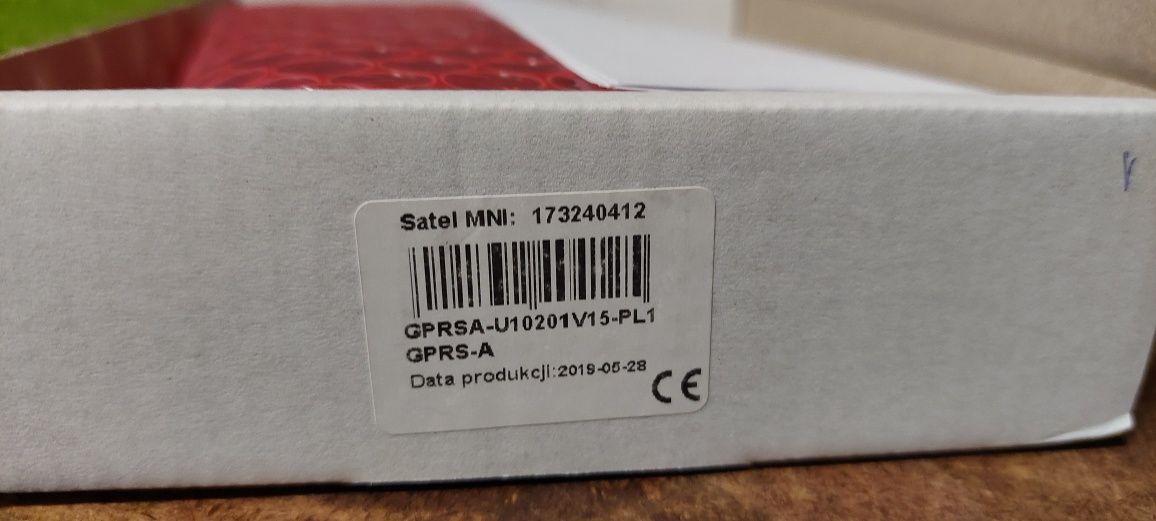 Satel MNI: 173240412
GPRSA-U10201V15-PL1
GPRS-A
Data produkcji:2019-05-28
CE